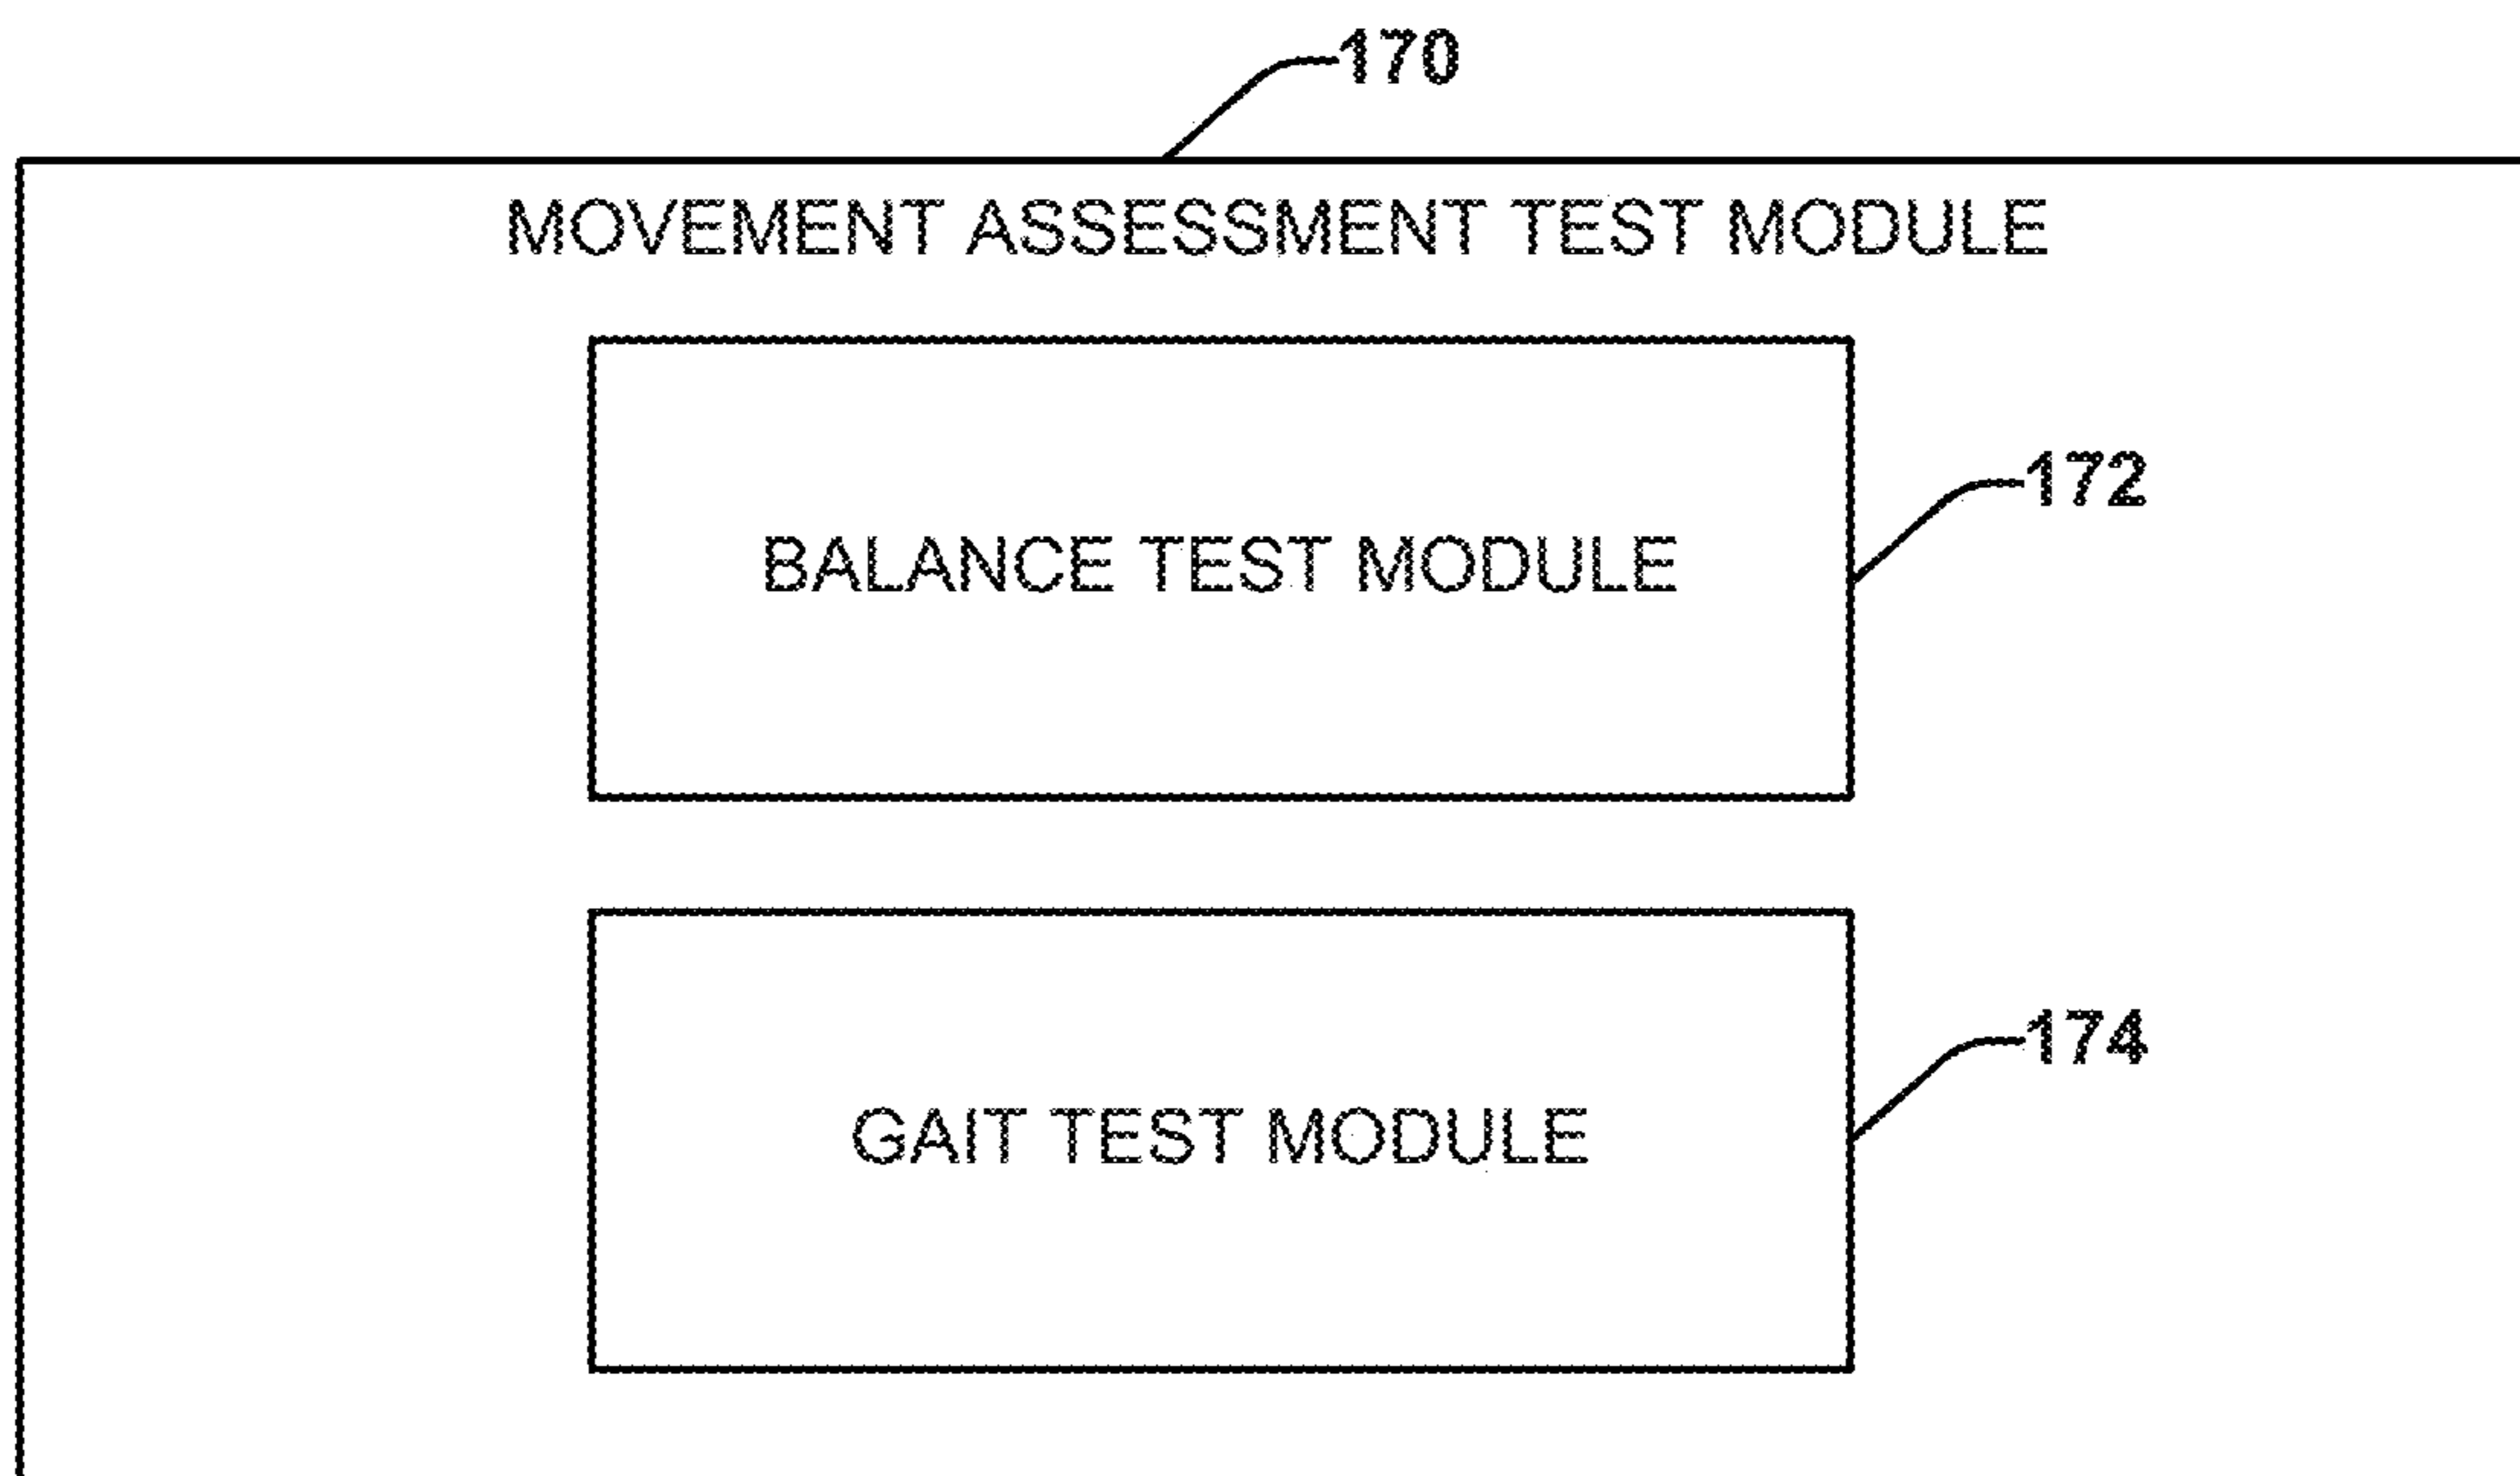 170
MOVEMENT ASSESSMENT TEST MODULE
BALANCE TEST MODULE
172
GAIT TEST MODULE
174